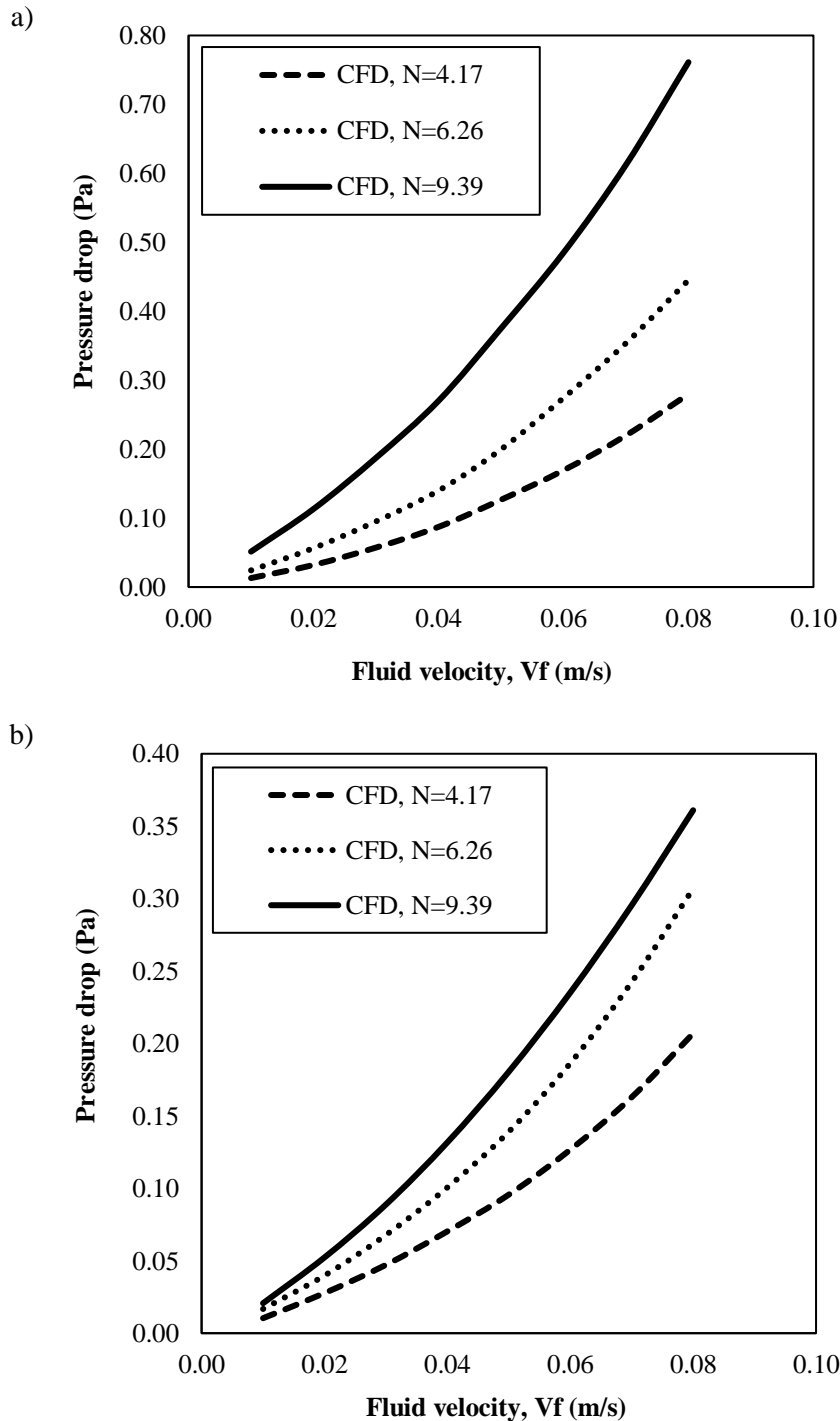 a)
0.80
0.70
0.60
0.50
0.40
0.30
0.20
0.10
0.00
Pressure drop (Pa)
CFD, N=4.17
CFD, N=6.26
CFD, N=9.39
0.00 0.02 0.04 0.06 0.08 0.10
Fluid velocity, Vf (m/s)
b)
0.40
0.35
0.30
0.25
0.20
0.15
0.10
0.05
0.00
Pressure drop (Pa)
CFD, N=4.17
CFD, N=6.26
CFD, N=9.39
0.00 0.02 0.04 0.06 0.08 0.10
Fluid velocity, Vf (m/s)